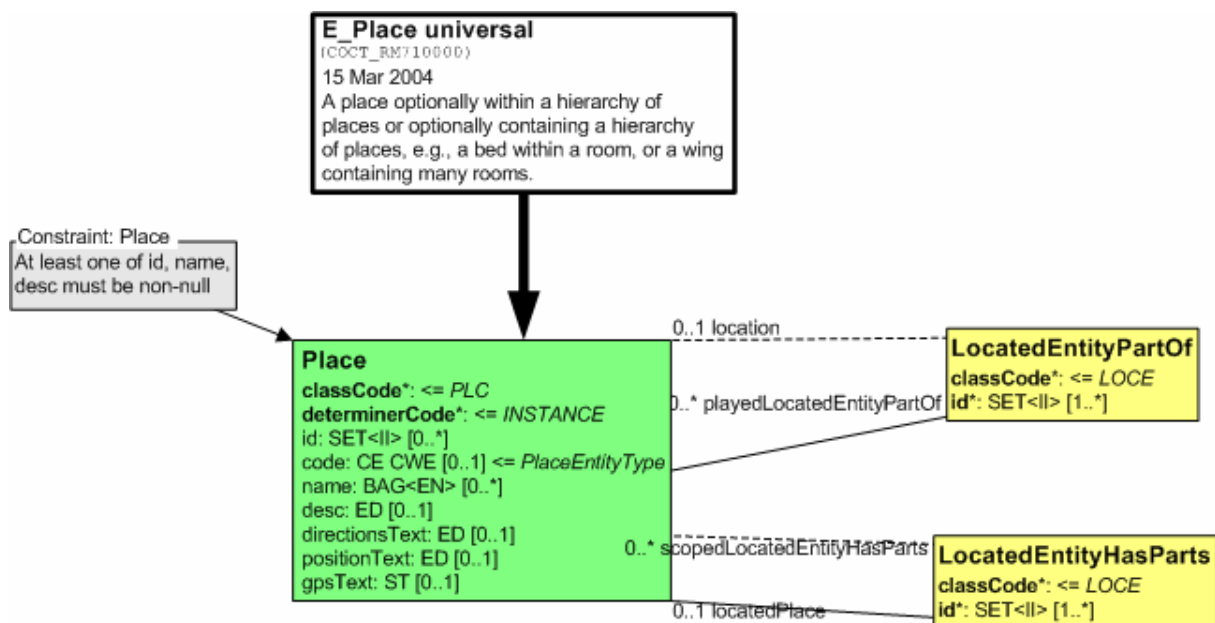 E_Place universal
(COCT_RM710000)
15 Mar 2004
A place optionally within a hierarchy of
places or optionally containing a hierarchy
of places, e.g., a bed within a room, or a wing
containing many rooms.
Constraint: Place
At least one of id, name,
desc must be non-null
Place
classCode*: <= PLC
determinerCode*: <= INSTANCE
id: SET<II> [0..*]
code: CE CWE [0..1] <= PlaceEntityType
name: BAG<EN> [0..*]
desc: ED [0..1]
directionsText: ED [0..1]
positionText: ED [0..1]
gpsText: ST [0..1]
0..1 location
0..* playedLocatedEntityPartOf
LocatedEntityPartOf
classCode*: <= LOCE
id*: SET<II> [1..*]
0..* scopedLocatedEntityHasParts
0..1 locatedPlace
LocatedEntityHasParts
classCode*: <= LOCE
id*: SET<II> [1..*]